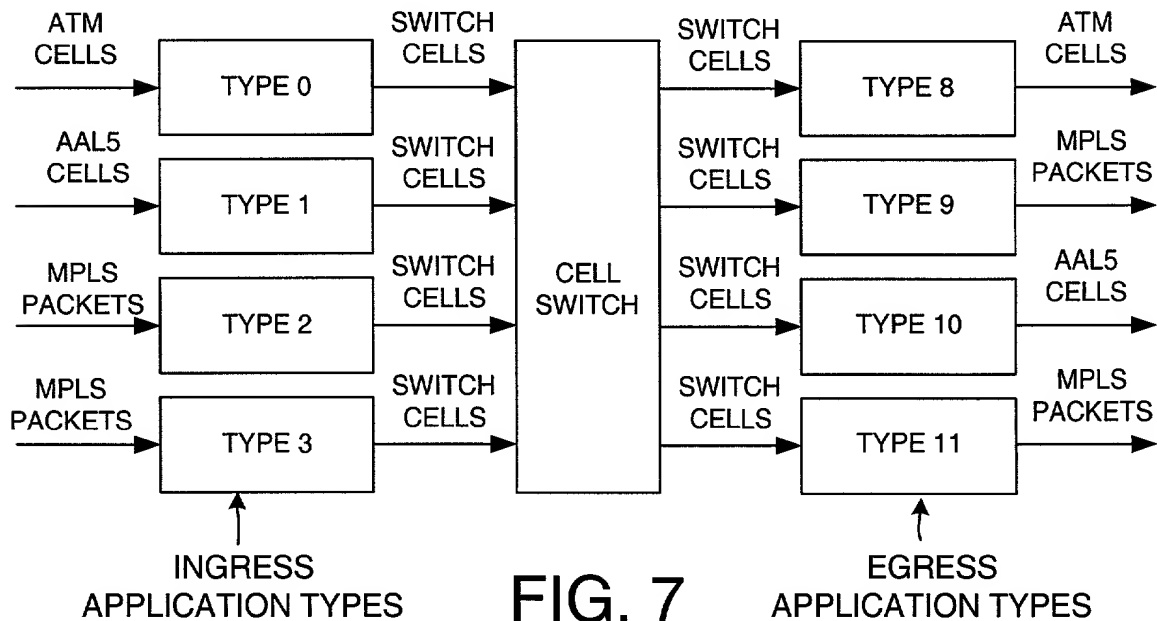 ATM
CELLS
TYPE 0
SWITCH
CELLS
SWITCH
CELLS
TYPE 8
ATM
CELLS
AAL5
CELLS
TYPE 1
SWITCH
CELLS
SWITCH
CELLS
TYPE 9
MPLS
PACKETS
CELL
SWITCH
MPLS
PACKETS
TYPE 2
SWITCH
CELLS
SWITCH
CELLS
TYPE 10
AAL5
CELLS
MPLS
PACKETS
TYPE 3
SWITCH
CELLS
SWITCH
CELLS
TYPE 11
MPLS
PACKETS
INGRESS
APPLICATION TYPES
FIG. 7
EGRESS
APPLICATION TYPES